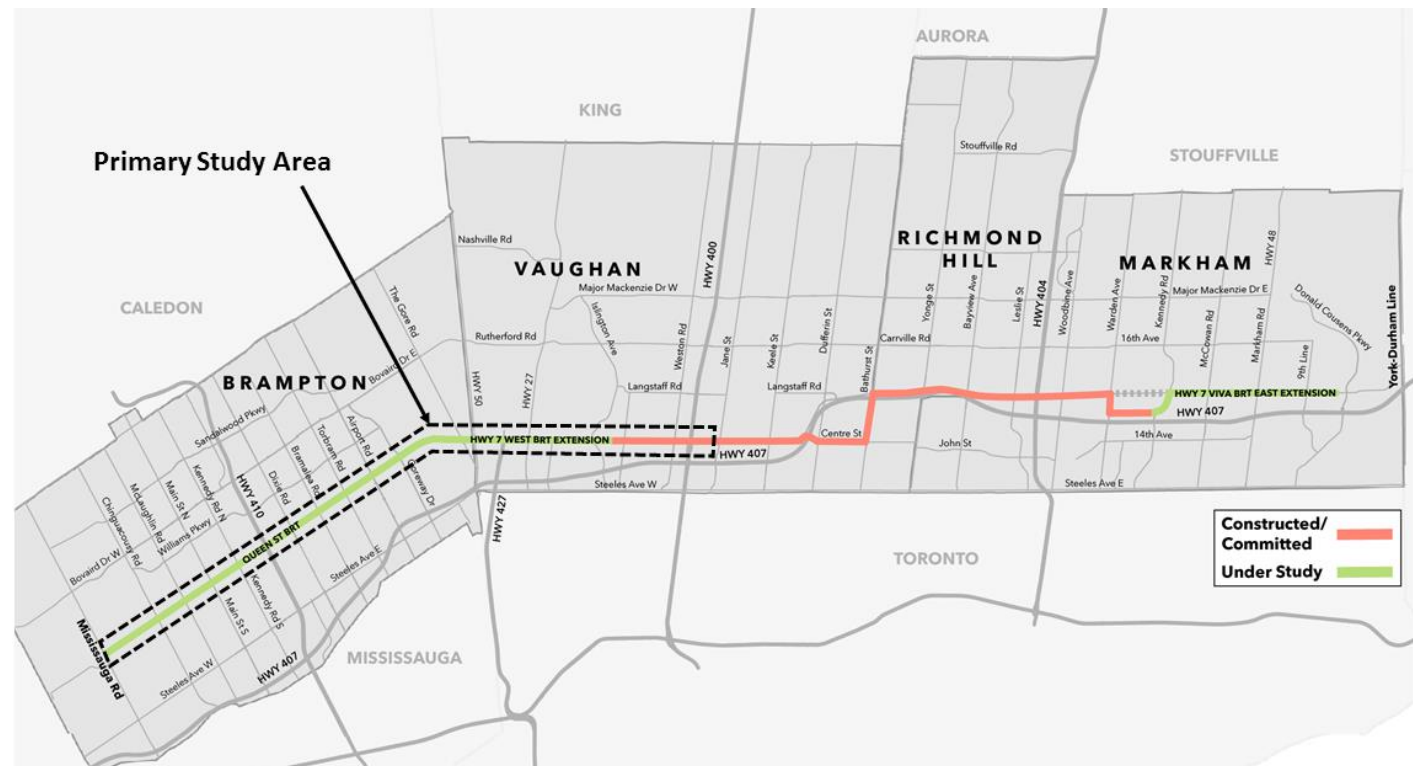 AURORA
KING
Primary Study Area
Stouffville Rd
STOUFFVILLE
RICHMOND
HILL
Nashville Rd
VAUGHAN
HWY 400
MARKHAM
HWY 48
CALEDON
The Gore Rd
Major Mackenzie Dr W
Major Mackenzie Dr E
Yonge St
Bayview Ave
Leslie St
HWY 404
Woodbine Ave
Warden Ave
Kennedy Rd
McCowan Rd
Markham Rd
9th Line
Donald Cousens Pkwy
York-Durham Line
Islington Ave
Weston Rd
Jane St
Keele St
Dufferin St
Bathurst St
Rutherford Rd
Carrville Rd
16th Ave
BRAMPTON
Bovaird Dr E
HWY 50
HWY 27
Langstaff Rd
Langstaff Rd
HWY 7 VIVA BRT EAST EXTENSION
HWY 407
Sandalwood Pkwy
Airport Rd
Torbram Rd
Bramalea Rd
Dixie Rd
HWY 410
Kennedy Rd N
Main St N
McLaughlin Rd
Chinguacousy Rd
Williams Pkwy
HWY 7 WEST BRT EXTENSION
Centre St
John St
14th Ave
HWY 407
Goreway Dr
Steeles Ave W
Steeles Ave E
HWY 427
QUEEN ST BRT
Bovaird Dr W
Steeles Ave E
TORONTO
Constructed/
Committed
Under Study
Mississauga Rd
Main St S
Kennedy Rd S
HWY 407
Steeles Ave W
MISSISSAUGA